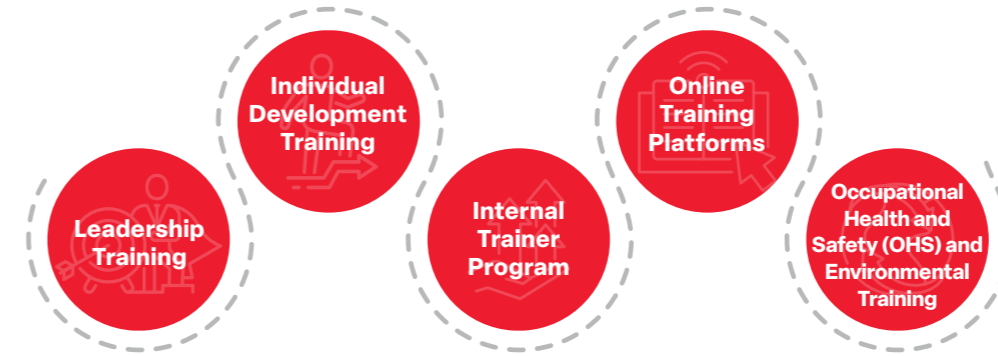 Leadership
Training
Individual
Development
Training
Internal
Trainer
Program
Online
Training
Platforms
Occupational
Health and
Safety (OHS) and
Environmental
Training